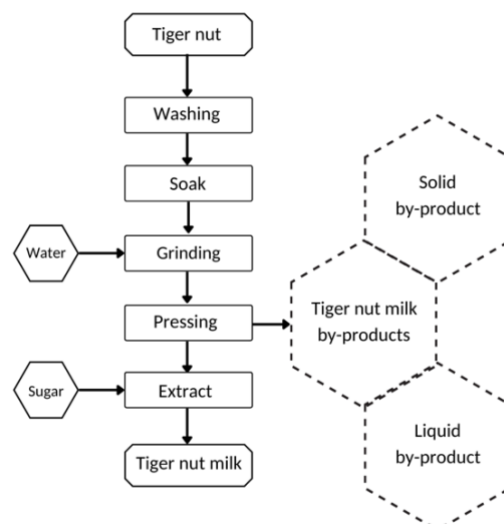 Tiger nut
Washing
Soak
Water
Grinding
Pressing
Sugar
Extract
Tiger nut milk
Solid
by-product
Tiger nut milk
by-products
Liquid
by-product